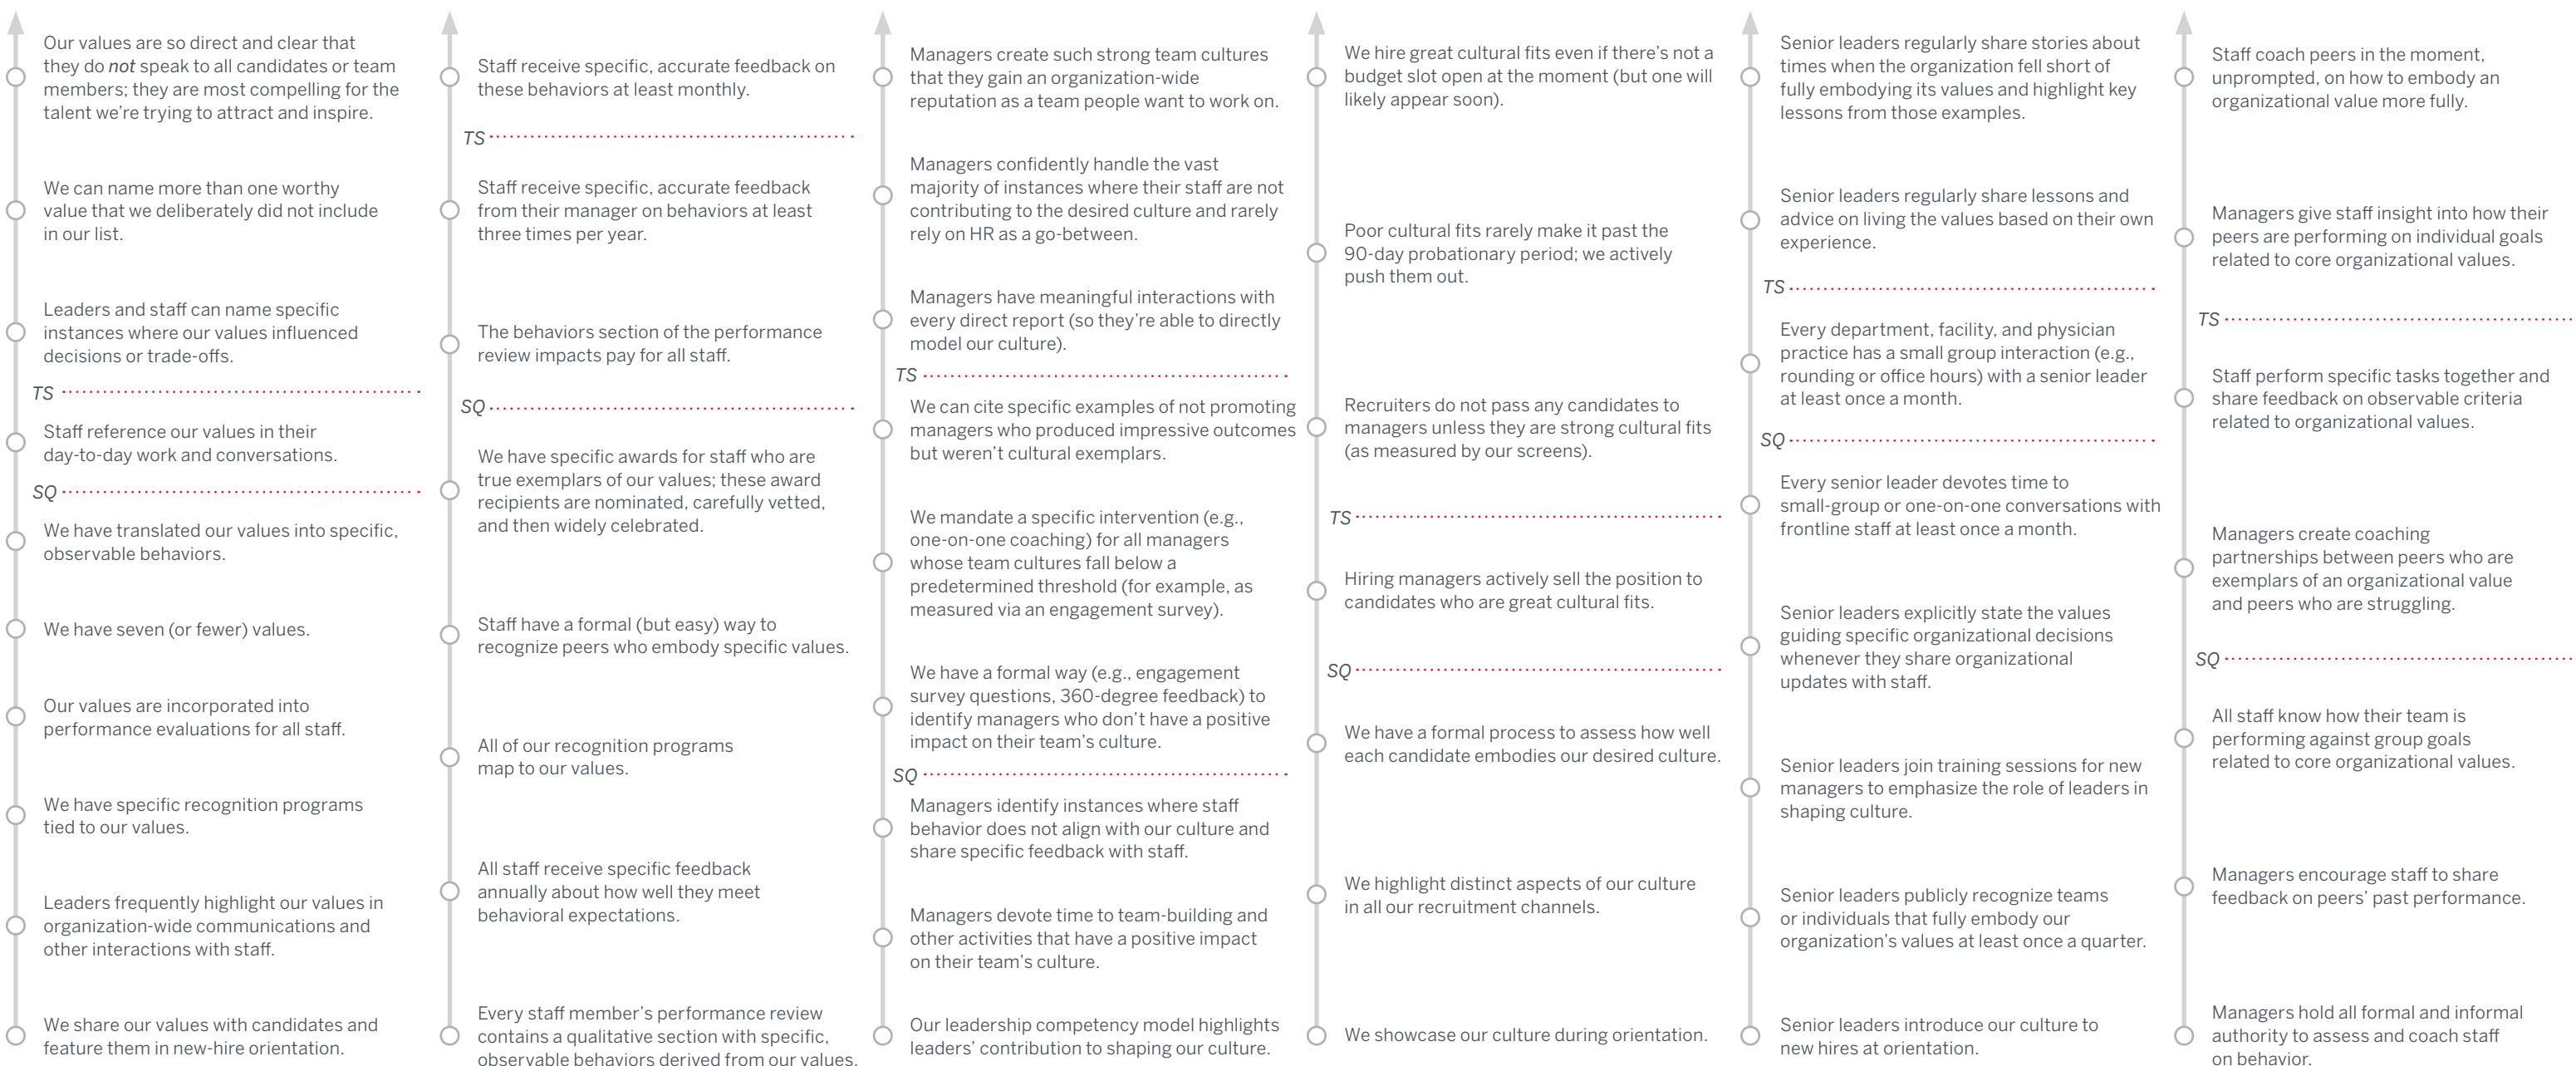 Our values are so direct and clear that
they do not speak to all candidates or team
members; they are most compelling for the
talent we're trying to attract and inspire.
We can name more than one worthy
value that we deliberately did not include
in our list.
Leaders and staff can name specific
instances where our values influenced
decisions or trade-offs.
TS
Staff reference our values in their
day-to-day work and conversations.
SQ
We have translated our values into specific,
observable behaviors.
We have seven (or fewer) values.
Our values are incorporated into
performance evaluations for all staff.
We have specific recognition programs
tied to our values.
Leaders frequently highlight our values in
organization-wide communications and
other interactions with staff.
We share our values with candidates and
feature them in new-hire orientation.
Staff receive specific, accurate feedback on
these behaviors at least monthly.
TS
Staff receive specific, accurate feedback
from their manager on behaviors at least
three times per year.
The behaviors section of the performance
review impacts pay for all staff.
SQ
We have specific awards for staff who are
true exemplars of our values; these award
recipients are nominated, carefully vetted,
and then widely celebrated.
Staff have a formal (but easy) way to
recognize peers who embody specific values.
All of our recognition programs
map to our values.
All staff receive specific feedback
annually about how well they meet
behavioral expectations.
Every staff member's performance review
contains a qualitative section with specific,
observable behaviors derived from our values.
Managers create such strong team cultures
that they gain an organization-wide
reputation as a team people want to work on.
Managers confidently handle the vast
majority of instances where their staff are not
contributing to the desired culture and rarely
rely on HR as a go-between.
Managers have meaningful interactions with
every direct report (so they're able to directly
model our culture).
TS
We can cite specific examples of not promoting
managers who produced impressive outcomes
but weren't cultural exemplars.
We mandate a specific intervention (e.g.,
one-on-one coaching) for all managers
whose team cultures fall below a
predetermined threshold (for example, as
measured via an engagement survey).
We have a formal way (e.g., engagement
survey questions, 360-degree feedback) to
identify managers who don't have a positive
impact on their team's culture.
SQ
Managers identify instances where staff
behavior does not align with our culture and
share specific feedback with staff.
Managers devote time to team-building and
other activities that have a positive impact
on their team's culture.
Our leadership competency model highlights
leaders' contribution to shaping our culture.
We hire great cultural fits even if there's not a
budget slot open at the moment (but one will
likely appear soon).
Poor cultural fits rarely make it past the
90-day probationary period; we actively
push them out.
Recruiters do not pass any candidates to
managers unless they are strong cultural fits
(as measured by our screens).
TS
Hiring managers actively sell the position to
candidates who are great cultural fits.
SQ
We have a formal process to assess how well
each candidate embodies our desired culture.
We highlight distinct aspects of our culture
in all our recruitment channels.
We showcase our culture during orientation.
Senior leaders regularly share stories about
times when the organization fell short of
fully embodying its values and highlight key
lessons from those examples.
Senior leaders regularly share lessons and
advice on living the values based on their own
experience.
TS
Every department, facility, and physician
practice has a small group interaction (e.g.,
rounding or office hours) with a senior leader
at least once a month.
SQ
Every senior leader devotes time to
small-group or one-on-one conversations with
frontline staff at least once a month.
Senior leaders explicitly state the values
guiding specific organizational decisions
whenever they share organizational
updates with staff.
Senior leaders join training sessions for new
managers to emphasize the role of leaders in
shaping culture.
Senior leaders publicly recognize teams
or individuals that fully embody our
organization's values at least once a quarter.
Senior leaders introduce our culture to
new hires at orientation.
Staff coach peers in the moment,
unprompted, on how to embody an
organizational value more fully.
Managers give staff insight into how their
peers are performing on individual goals
related to core organizational values.
TS
Staff perform specific tasks together and
share feedback on observable criteria
related to organizational values.
Managers create coaching
partnerships between peers who are
exemplars of an organizational value
and peers who are struggling.
SQ
All staff know how their team is
performing against group goals
related to core organizational values.
Managers encourage staff to share
feedback on peers' past performance.
Managers hold all formal and informal
authority to assess and coach staff
on behavior.